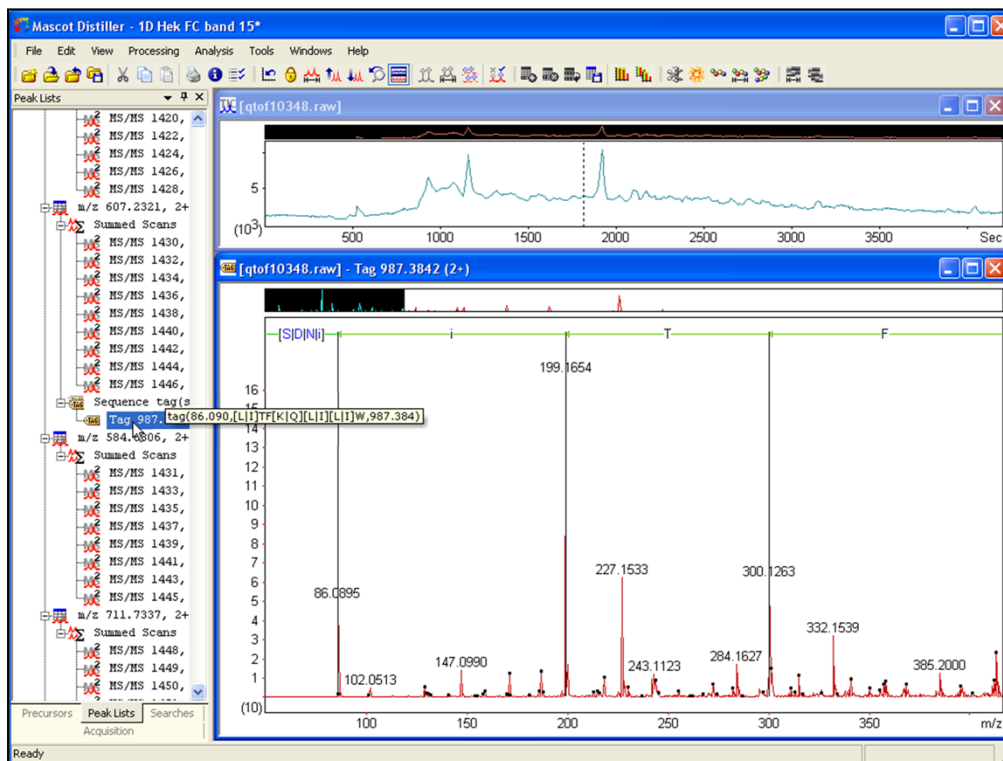 Mascot Distiller - 1D Hek FC band 15*
File Edit View Processing Analysis Tools Windows Help
Peak Lists
MS/MS 1420,
MS/MS 1422,
MS/MS 1424,
MS/MS 1426,
MS/MS 1428,
m/z 607.2321, 2+
Summed Scans
MS/MS 1430,
MS/MS 1432,
MS/MS 1434,
MS/MS 1436,
MS/MS 1438,
MS/MS 1440,
MS/MS 1442,
MS/MS 1444,
MS/MS 1446,
Sequence tag(s
Tag 987.
tag(86.090,[L|I]TF[K|Q][L|I][L|I]W,987.384)
m/z 584.0806, 2+
Summed Scans
MS/MS 1431,
MS/MS 1433,
MS/MS 1435,
MS/MS 1437,
MS/MS 1439,
MS/MS 1441,
MS/MS 1443,
MS/MS 1445,
m/z 711.7337, 2+
Summed Scans
MS/MS 1448,
MS/MS 1449,
MS/MS 1450,
Precursors Peak Lists Searches
Acquisition
Ready
[qtof10348.raw]
5
(10³)
500 1000 1500 2000 2500 3000 3500 Sec
[qtof10348.raw] - Tag 987.3842 (2+)
[S|D|N|i] i T F
199.1654
16
15
14
13
12
11
10
9
8
7
227.1533
300.1263
6
86.0895
5
4
332.1539
3
147.0990
284.1627
2
243.1123
385.2000
102.0513
1
(10)
100 150 200 250 300 350 m/z